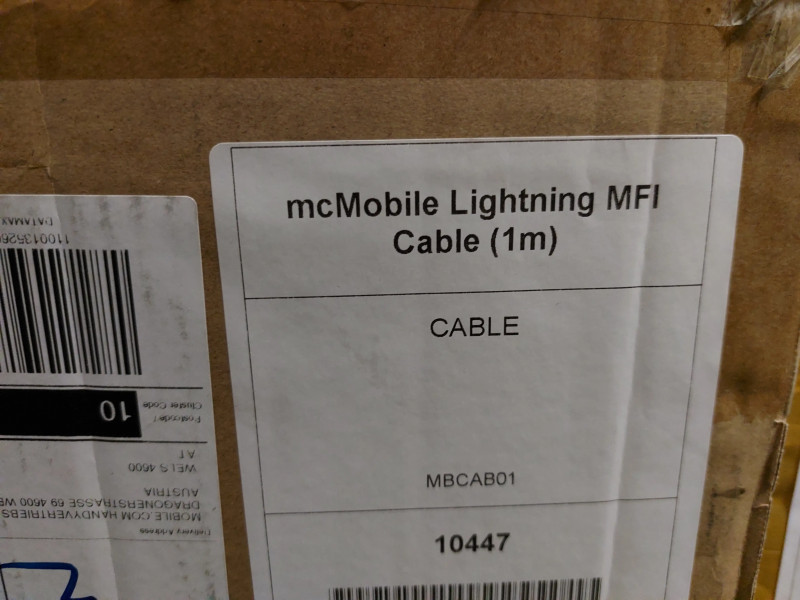 mcMobile Lightning MFI
Cable (1m)
CABLE
MBCAB01
10447
Delivery Address
MOBILE COM HANDYVERTRIEBS
DRAGONERSTRASSE 69 4600
AUSTRIA
WELS 4600
AT
Postcode /
Cluster Code
10
DATAMAX